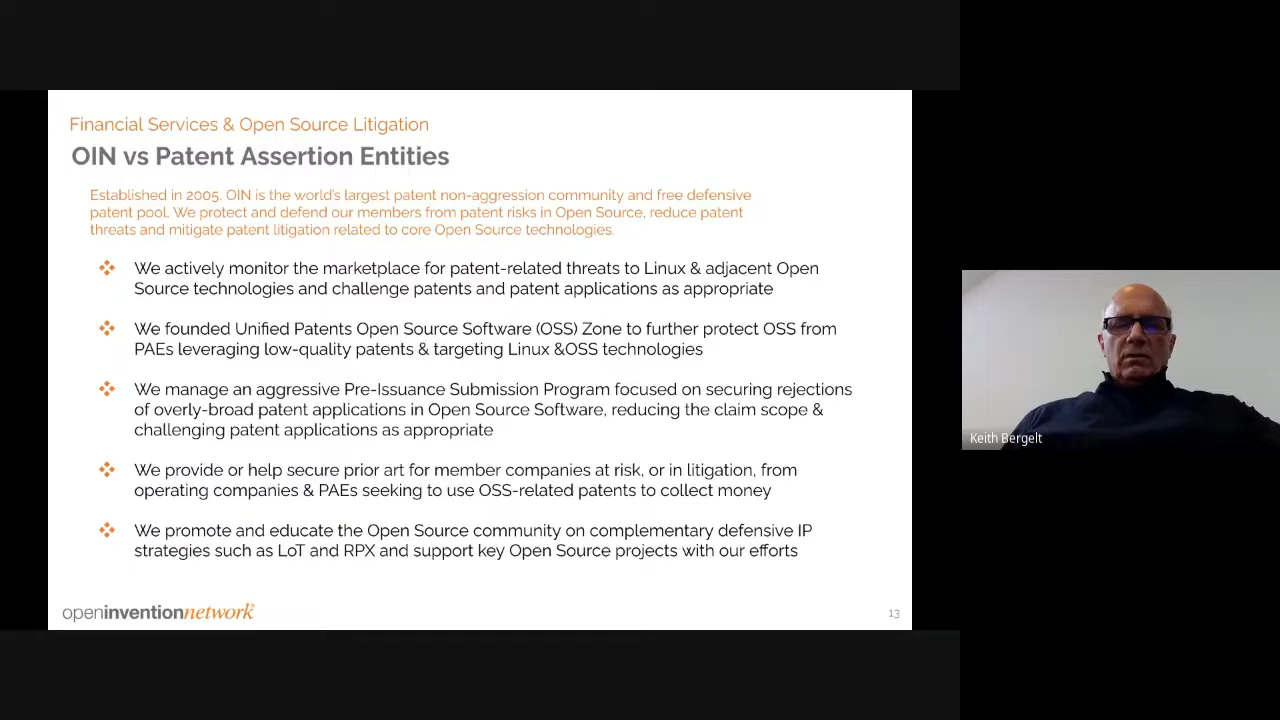 Financial Services & Open Source Litigation
OIN vs Patent Assertion Entities
Established in 2005, OIN is the world's largest patent non-aggression community and free defensive
patent pool. We protect and defend our members from patent risks in Open Source, reduce patent
threats and mitigate patent litigation related to core Open Source technologies.
We actively monitor the marketplace for patent-related threats to Linux & adjacent Open
Source technologies and challenge patents and patent applications as appropriate
We founded Unified Patents Open Source Software (OSS) Zone to further protect OSS from
PAEs leveraging low-quality patents & targeting Linux &OSS technologies
We manage an aggressive Pre-Issuance Submission Program focused on securing rejections
of overly-broad patent applications in Open Source Software, reducing the claim scope &
challenging patent applications as appropriate
We provide or help secure prior art for member companies at risk, or in litigation, from
operating companies & PAEs seeking to use OSS-related patents to collect money
We promote and educate the Open Source community on complementary defensive IP
strategies such as LoT and RPX and support key Open Source projects with our efforts
openinventionnetwork
13
Keith Bergelt